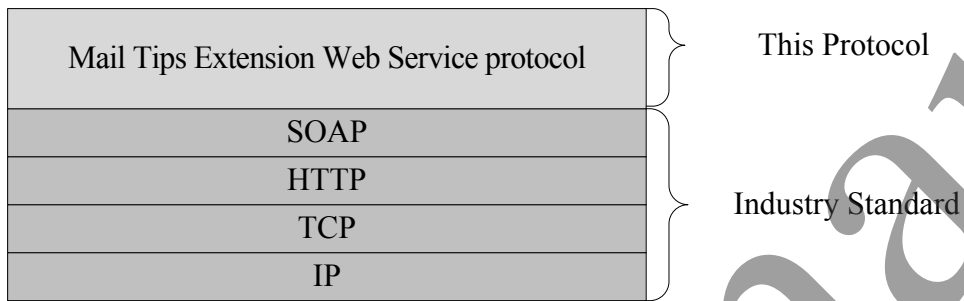 Mail Tips Extension Web Service protocol
This Protocol
SOAP
HTTP
TCP
IP
Industry Standard